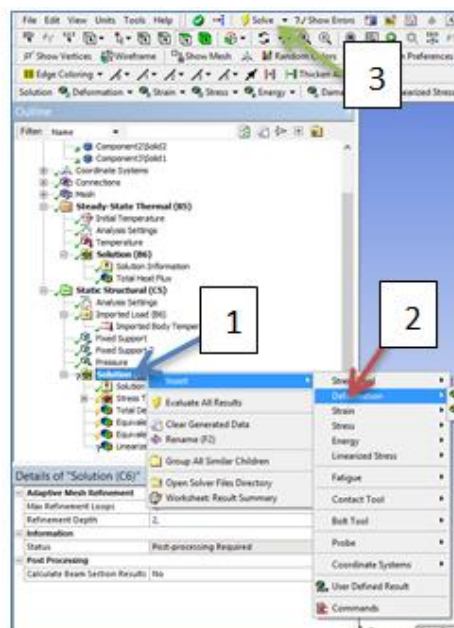 File Edit View Units Tools Help Solve ?/ Show Errors
Show Vertices Wireframe Show Mesh Random Colors Preferences
Edge Coloring Thicken
Solution Deformation Strain Stress Energy Linearized Stress
3
Outline
Filter: Name
Component2\Solid2
Component3\Solid1
Coordinate Systems
Connections
Mesh
Steady-State Thermal (B5)
Initial Temperature
Analysis Settings
Temperature
Solution (B6)
Solution Information
Total Heat Flux
Static Structural (C5)
Analysis Settings
Imported Load (B6)
Imported Body Temper
Fixed Support
Fixed Support
Pressure
1
2
Solution
Solution
Stress T
Total De
Equivale
Equivale
Lineariz
Insert
Evaluate All Results
Clear Generated Data
Rename (F2)
Group All Similar Children
Open Solver Files Directory
Worksheet: Result Summary
Deformation
Strain
Stress
Energy
Linearized Stress
Fatigue
Contact Tool
Bolt Tool
Probe
Coordinate Systems
User Defined Result
Commands
Details of "Solution (C6)"
Adaptive Mesh Refinement
Max Refinement Loops
Refinement Depth 2,
Information
Status Post-processing Required
Post Processing
Calculate Beam Section Results No